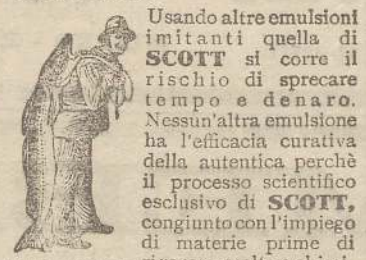 Usando altre emulsioni
imitanti quella di
SCOTT si corre il
rischio di sprecare
tempo e denaro.
Nessun'altra emulsione
ha l'efficacia curativa
della autentica perchè
il processo scientifico
esclusivo di SCOTT,
congiunto con l'impiego
di materie prime di